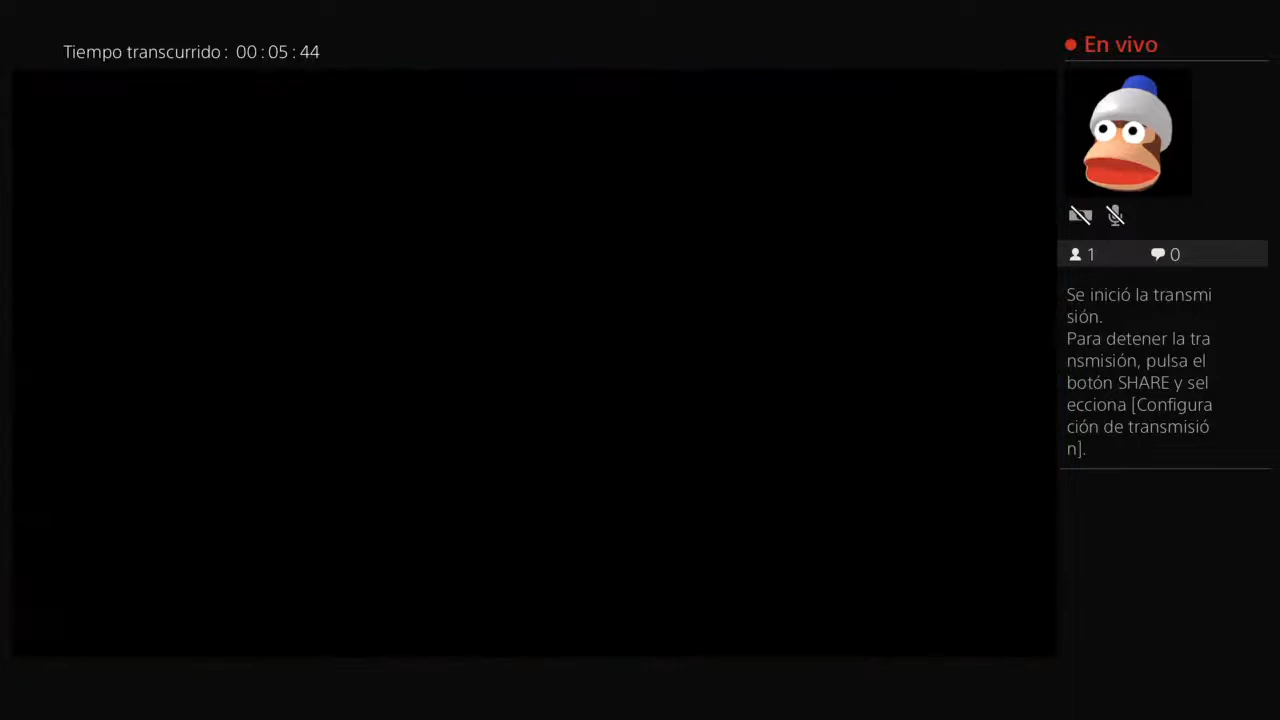 Tiempo transcurrido: 00:05:44
En vivo
1 0
Se inició la transmi
sión.
Para detener la tra
nsmisión, pulsa el
botón SHARE y sel
ecciona [Configura
ción de transmisió
n].